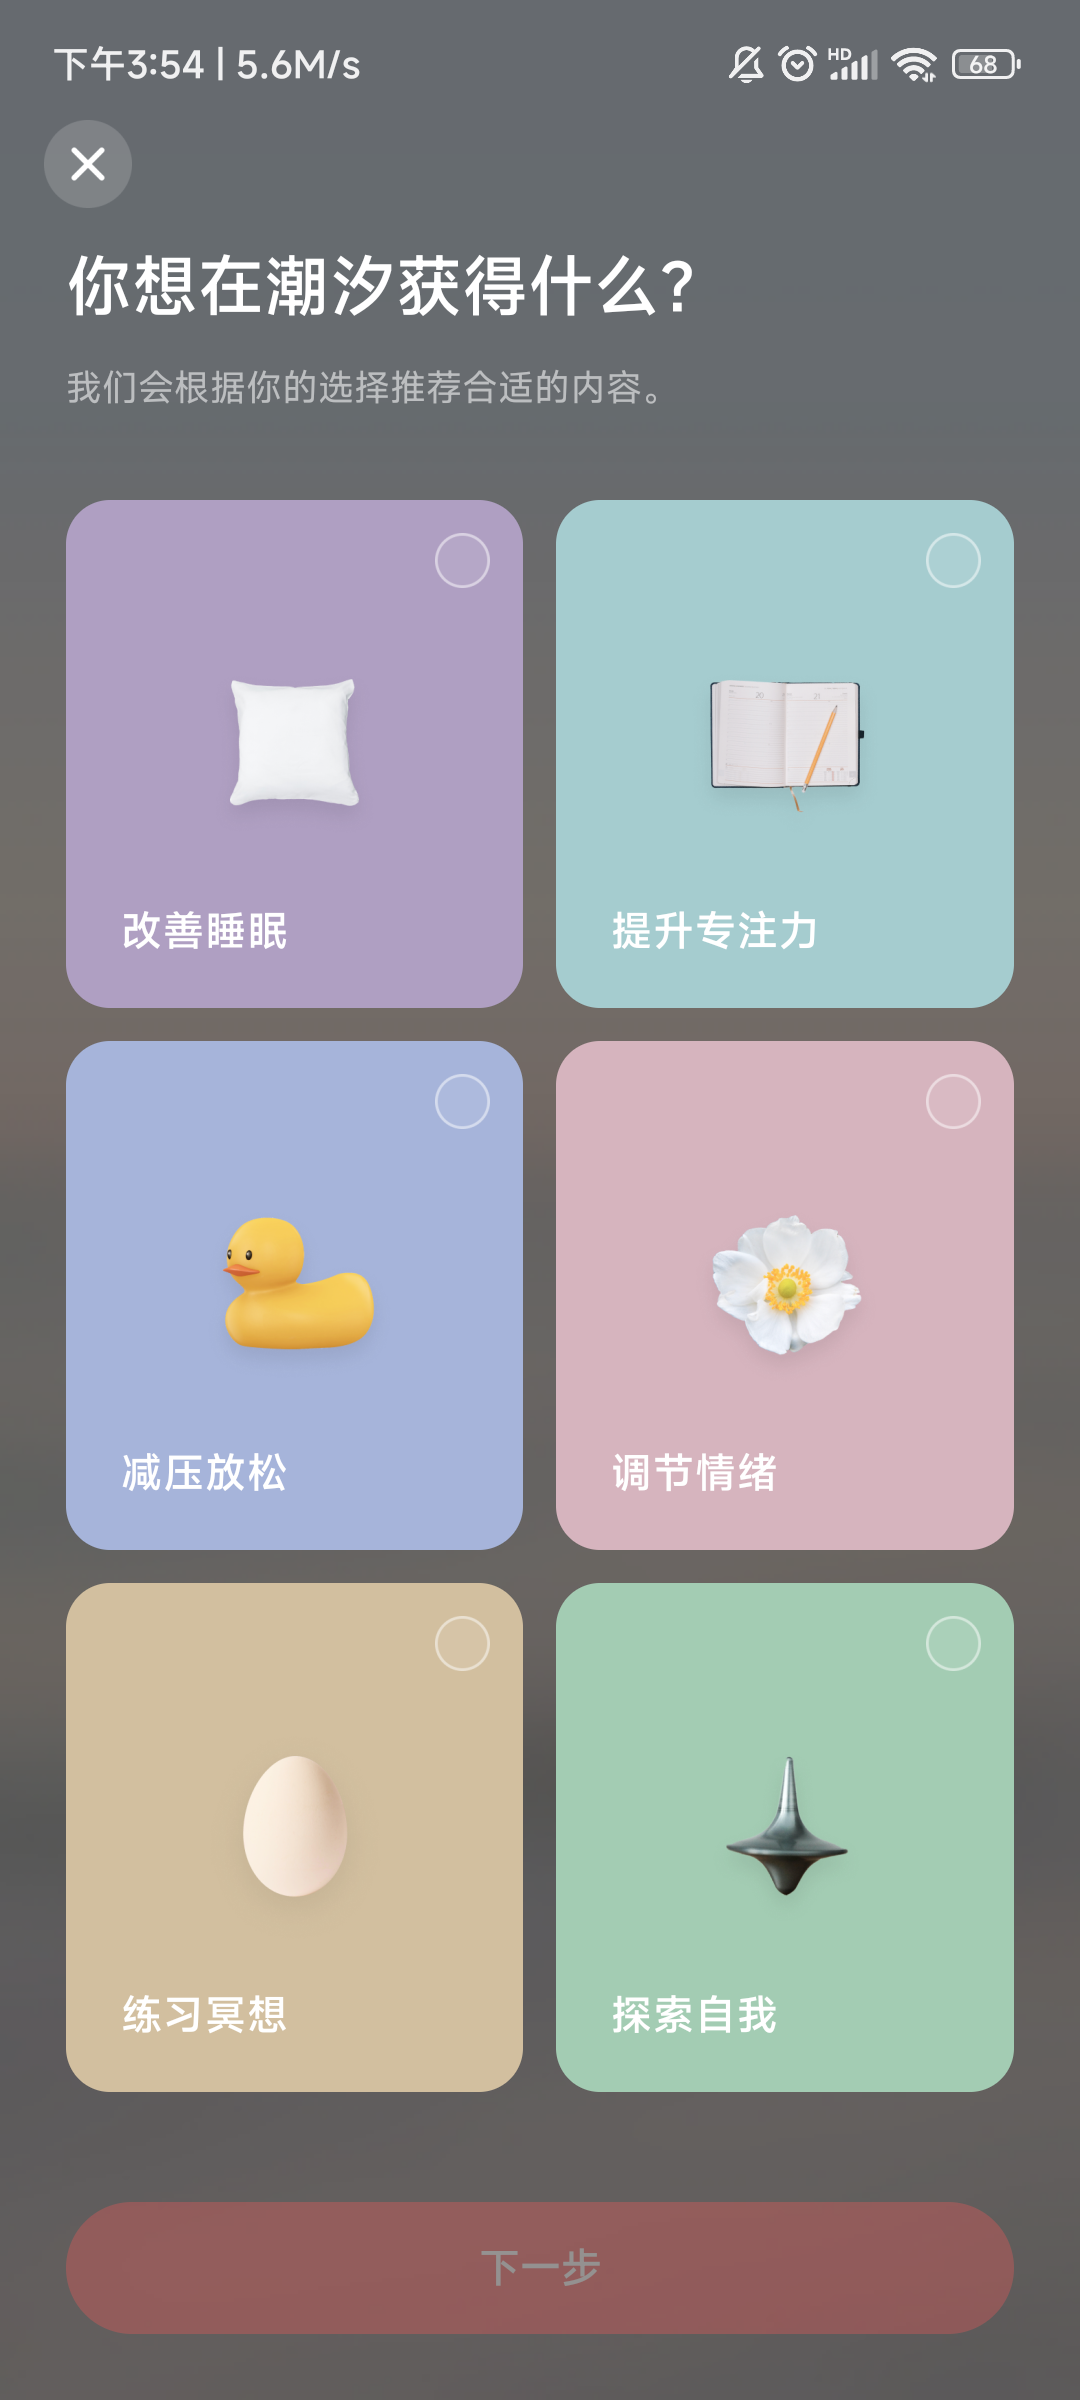 下午3:54 | 5.6M/s
HD
68
你想在潮汐获得什么?
我们会根据你的选择推荐合适的内容。
改善睡眠
提升专注力
减压放松
调节情绪
练习冥想
探索自我
下一步